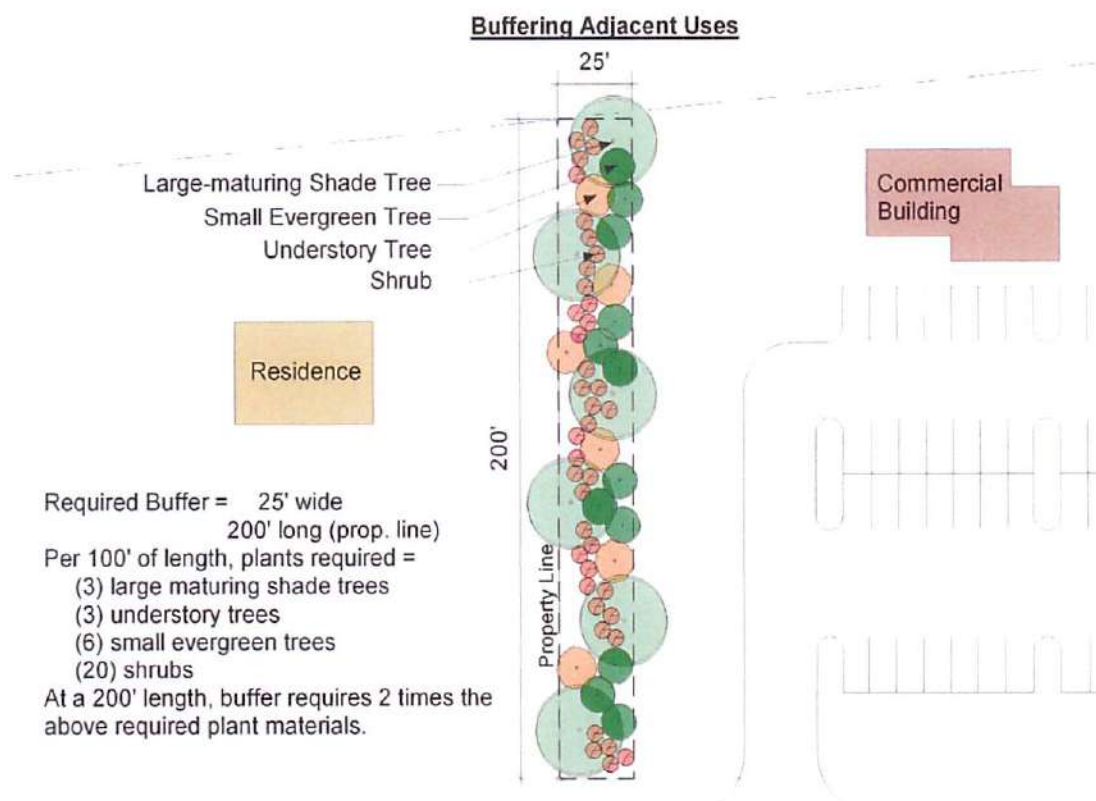 Buffering Adjacent Uses
25'
Large-maturing Shade Tree
Small Evergreen Tree
Understory Tree
Shrub
Commercial
Building
Residence
200'
Property Line
Required Buffer = 25' wide
200' long (prop. line)
Per 100' of length, plants required =
(3) large maturing shade trees
(3) understory trees
(6) small evergreen trees
(20) shrubs
At a 200' length, buffer requires 2 times the
above required plant materials.